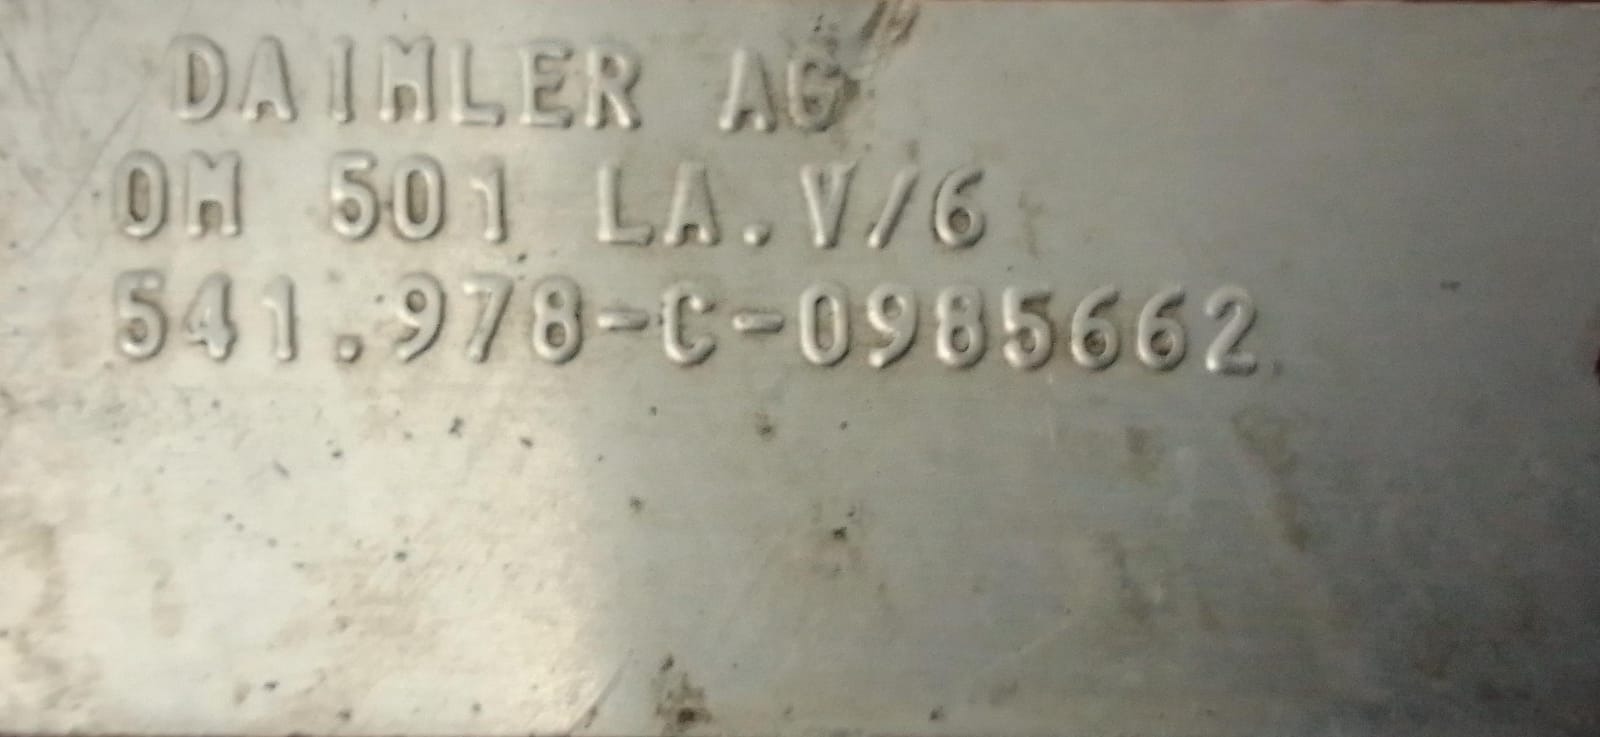 DAIMLER AG
OM 501 LA.V/6
541.978-C-0985662